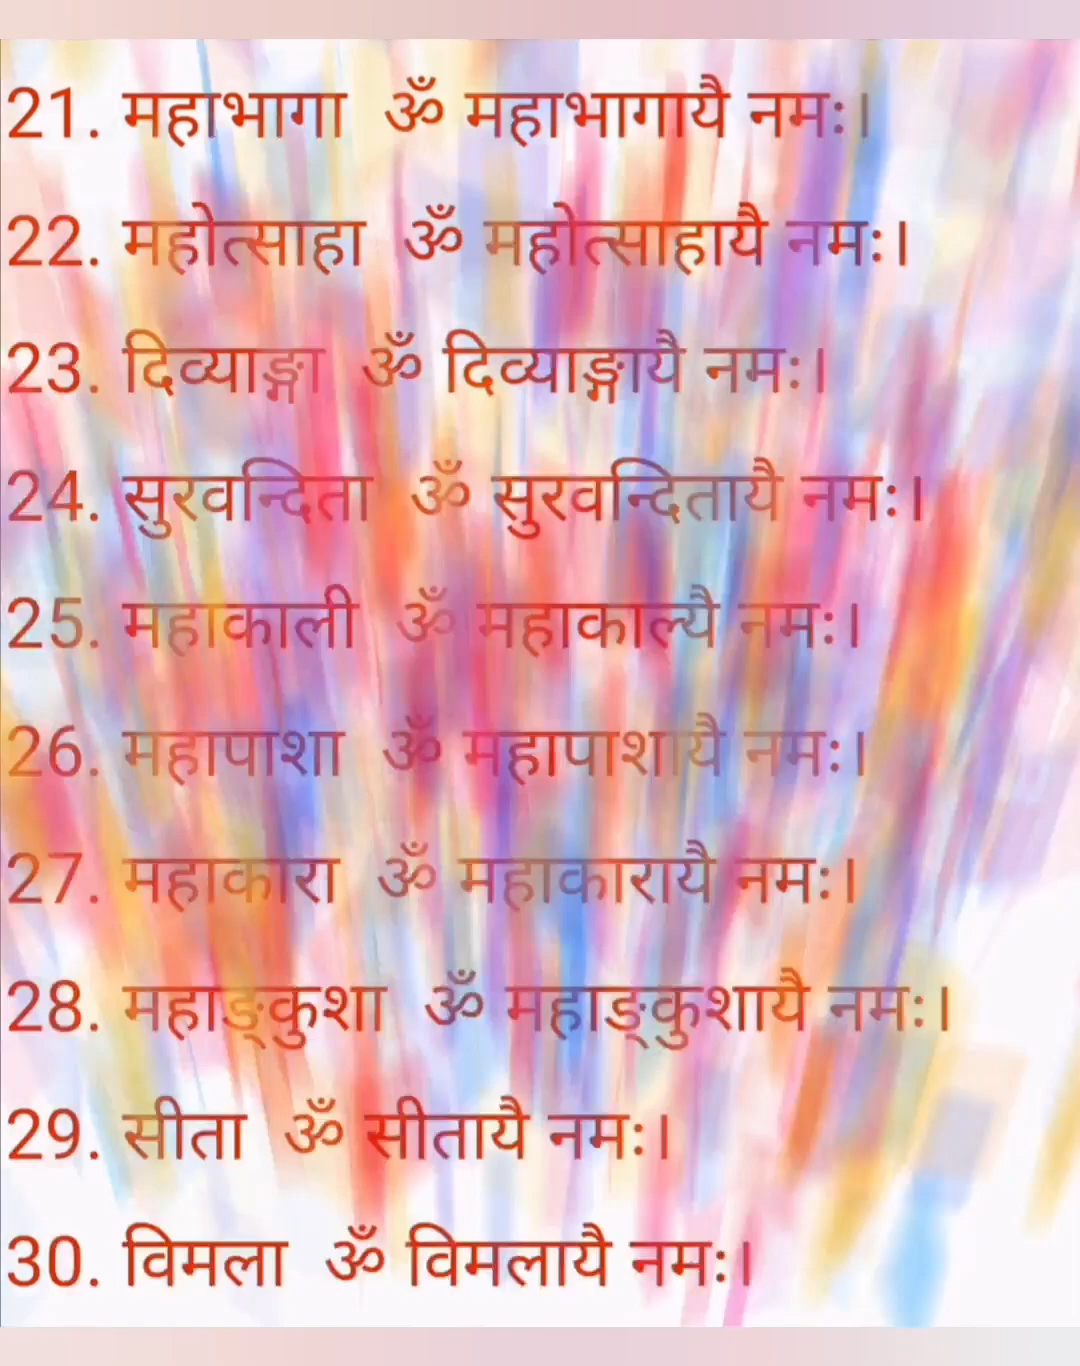 21. महाभागा ॐ महाभागायै नमः।
22. महोत्साहा ॐ महोत्साहायै नमः।
23. दिव्याङ्गा ॐ दिव्याङ्गायै नमः।
24. सुरवन्दिता ॐ सुरवन्दितायै नमः।
25. महाकाली ॐ महाकाल्यै नमः।
26. महापाशा ॐ महापाशायै नमः।
27. महाकारा ॐ महाकारायै नमः।
28. महाङ्कुशा ॐ महाङ्कुशायै नमः।
29. सीता ॐ सीतायै नमः।
30. विमला ॐ विमलायै नमः।